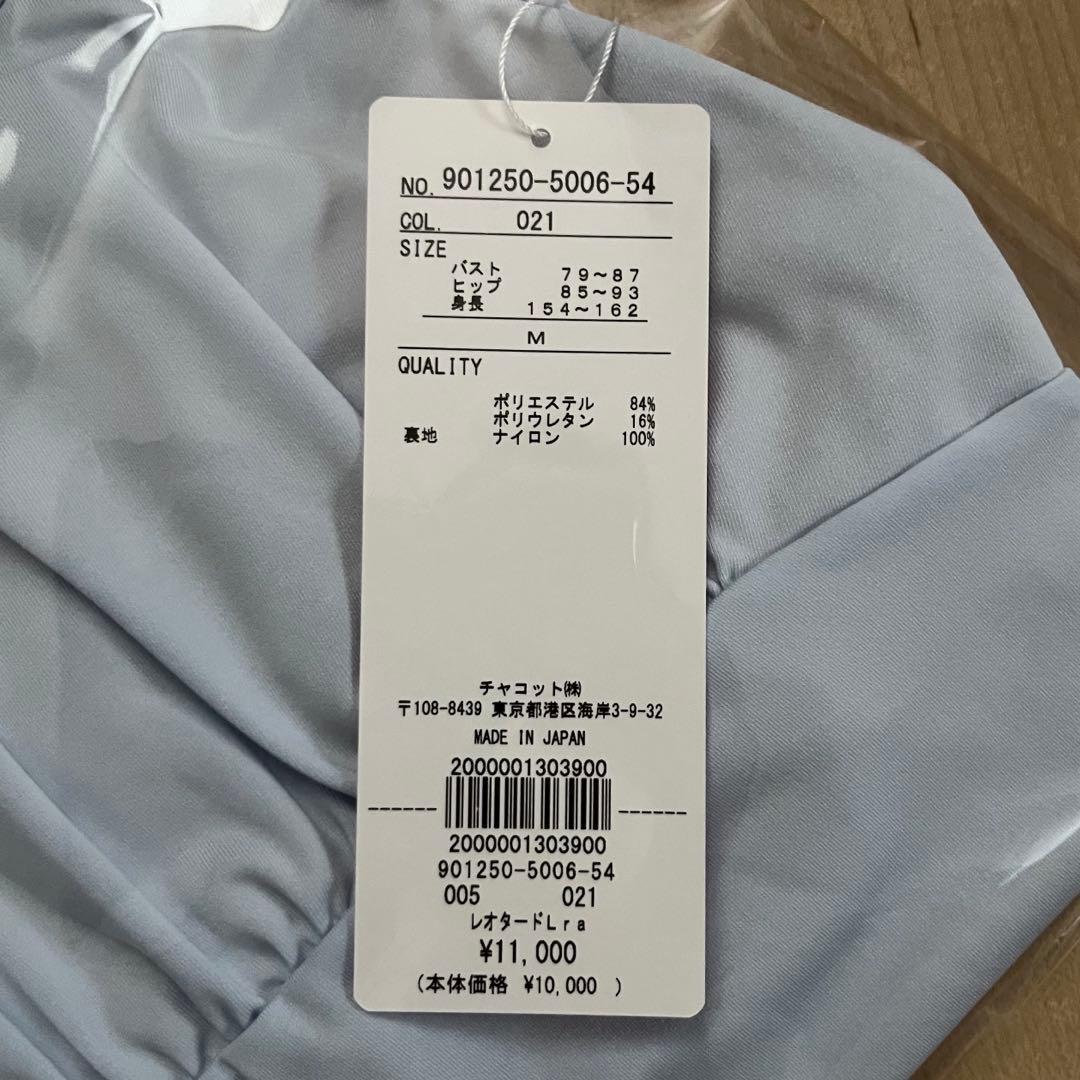 NO. 901250-5006-54
COL. 021
SIZE
バスト 79～87
ヒップ 85～93
身長 154～162
M
QUALITY
ポリエステル 84%
ポリウレタン 16%
裏地 ナイロン 100%
チャコット㈱
〒108-8439 東京都港区海岸3-9-32
MADE IN JAPAN
2000001303900
2000001303900
901250-5006-54
005 021
レオタードLra
¥11,000
(本体価格 ¥10,000 )